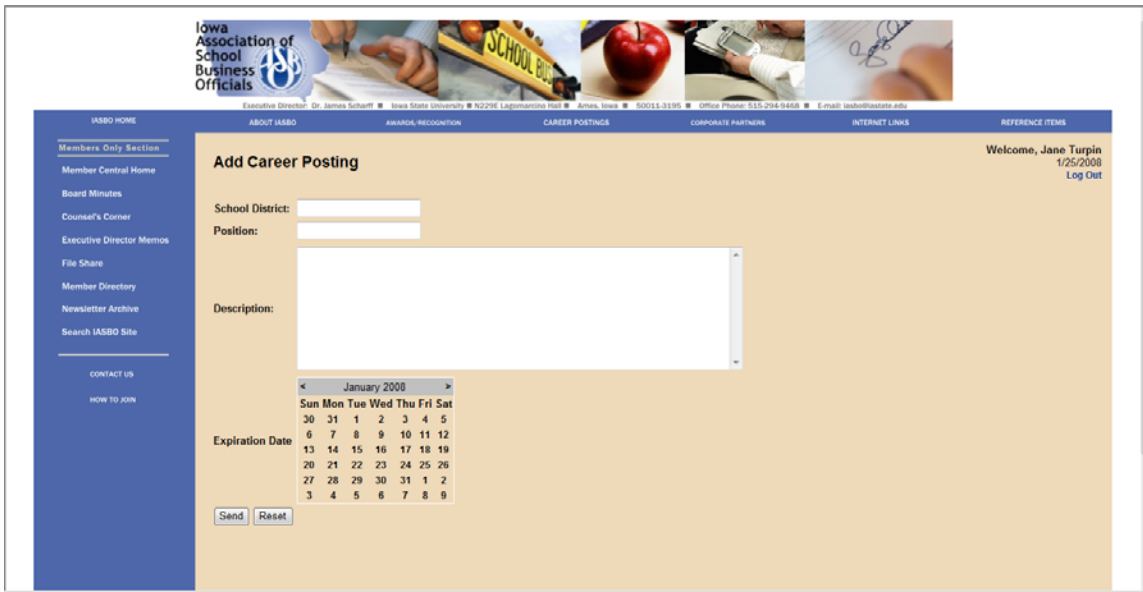 Iowa
Association of
School
Business
Officials
SCHOOL BUS
Executive Director: Dr. James Scharff ■ Iowa State University ■ N229E Lagomarcino Hall ■ Ames, Iowa ■ 50011-3195 ■ Office Phone: 515-294-9468 ■ E-mail: iasbo@iastate.edu
IASBO HOME ABOUT IASBO AWARDS/RECOGNITION CAREER POSTINGS CORPORATE PARTNERS INTERNET LINKS REFERENCE ITEMS
Members Only Section
Member Central Home
Board Minutes
Counsel's Corner
Executive Director Memos
File Share
Member Directory
Newsletter Archive
Search IASBO Site
CONTACT US
HOW TO JOIN
Welcome, Jane Turpin
1/25/2008
Log Out
Add Career Posting
School District:
Position:
Description:
Expiration Date
< January 2008 >
Sun Mon Tue Wed Thu Fri Sat
30 31 1 2 3 4 5
6 7 8 9 10 11 12
13 14 15 16 17 18 19
20 21 22 23 24 25 26
27 28 29 30 31 1 2
3 4 5 6 7 8 9
Send Reset